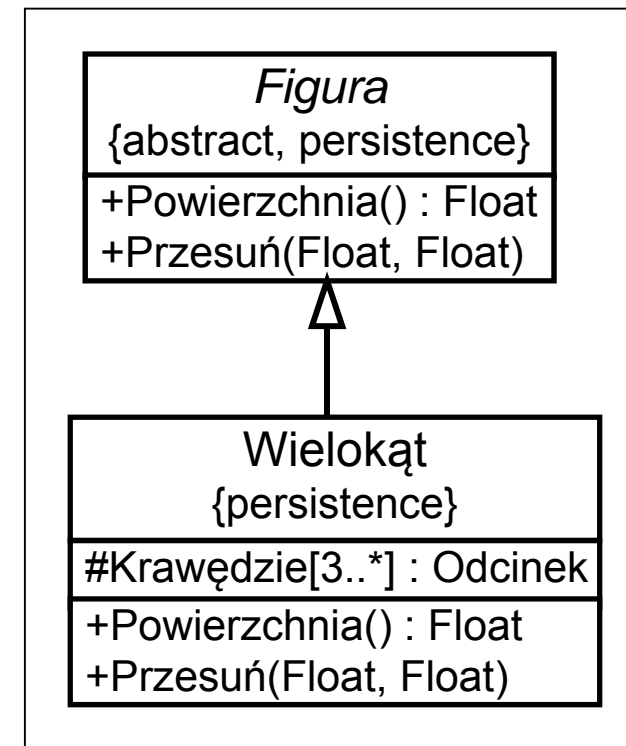 Figura
{abstract, persistence}
+Powierzchnia() : Float
+Przesuń(Float, Float)
Wielokąt
{persistence}
#Krawędzie[3..*] : Odcinek
+Powierzchnia() : Float
+Przesuń(Float, Float)